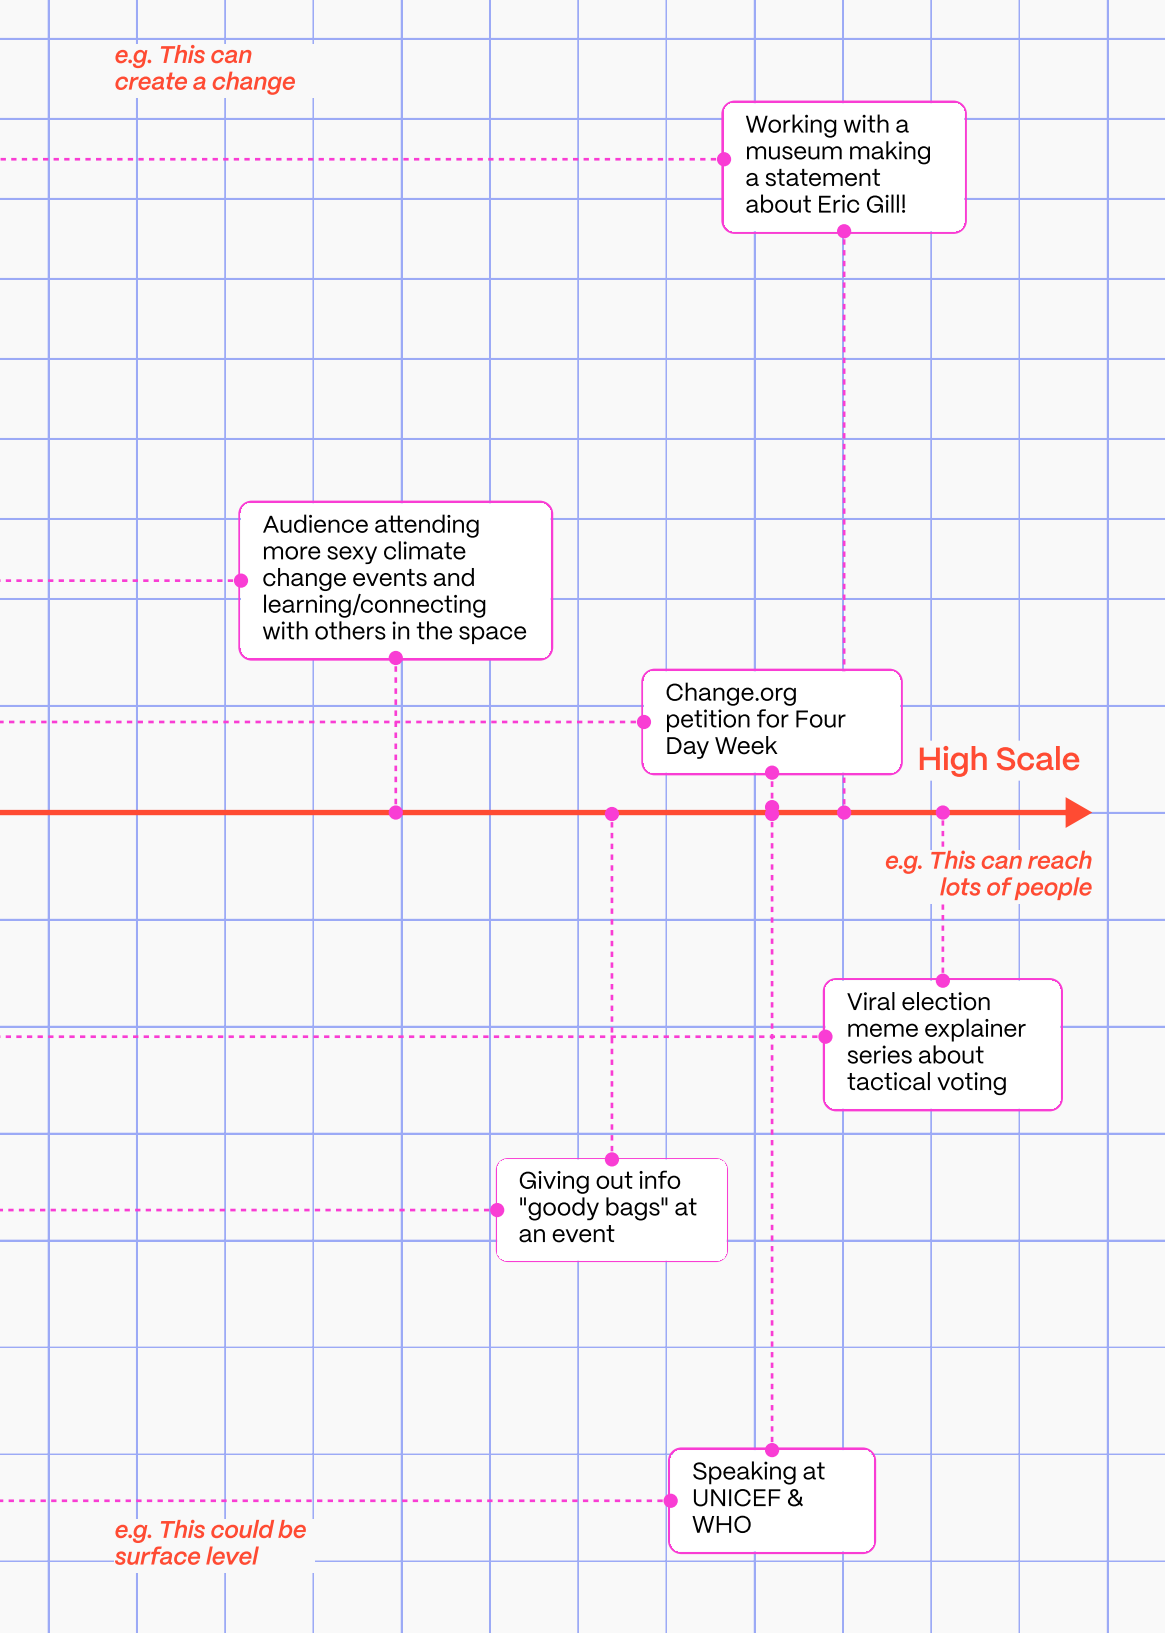 e.g. This can
create a change
Working with a
museum making
a statement
about Eric Gill!
Audience attending
more sexy climate
change events and
learning/connecting
with others in the space
Change.org
petition for Four
Day Week
High Scale
e.g. This can reach
lots of people
Viral election
meme explainer
series about
tactical voting
Giving out info
"goody bags" at
an event
Speaking at
UNICEF &
WHO
e.g. This could be
surface level